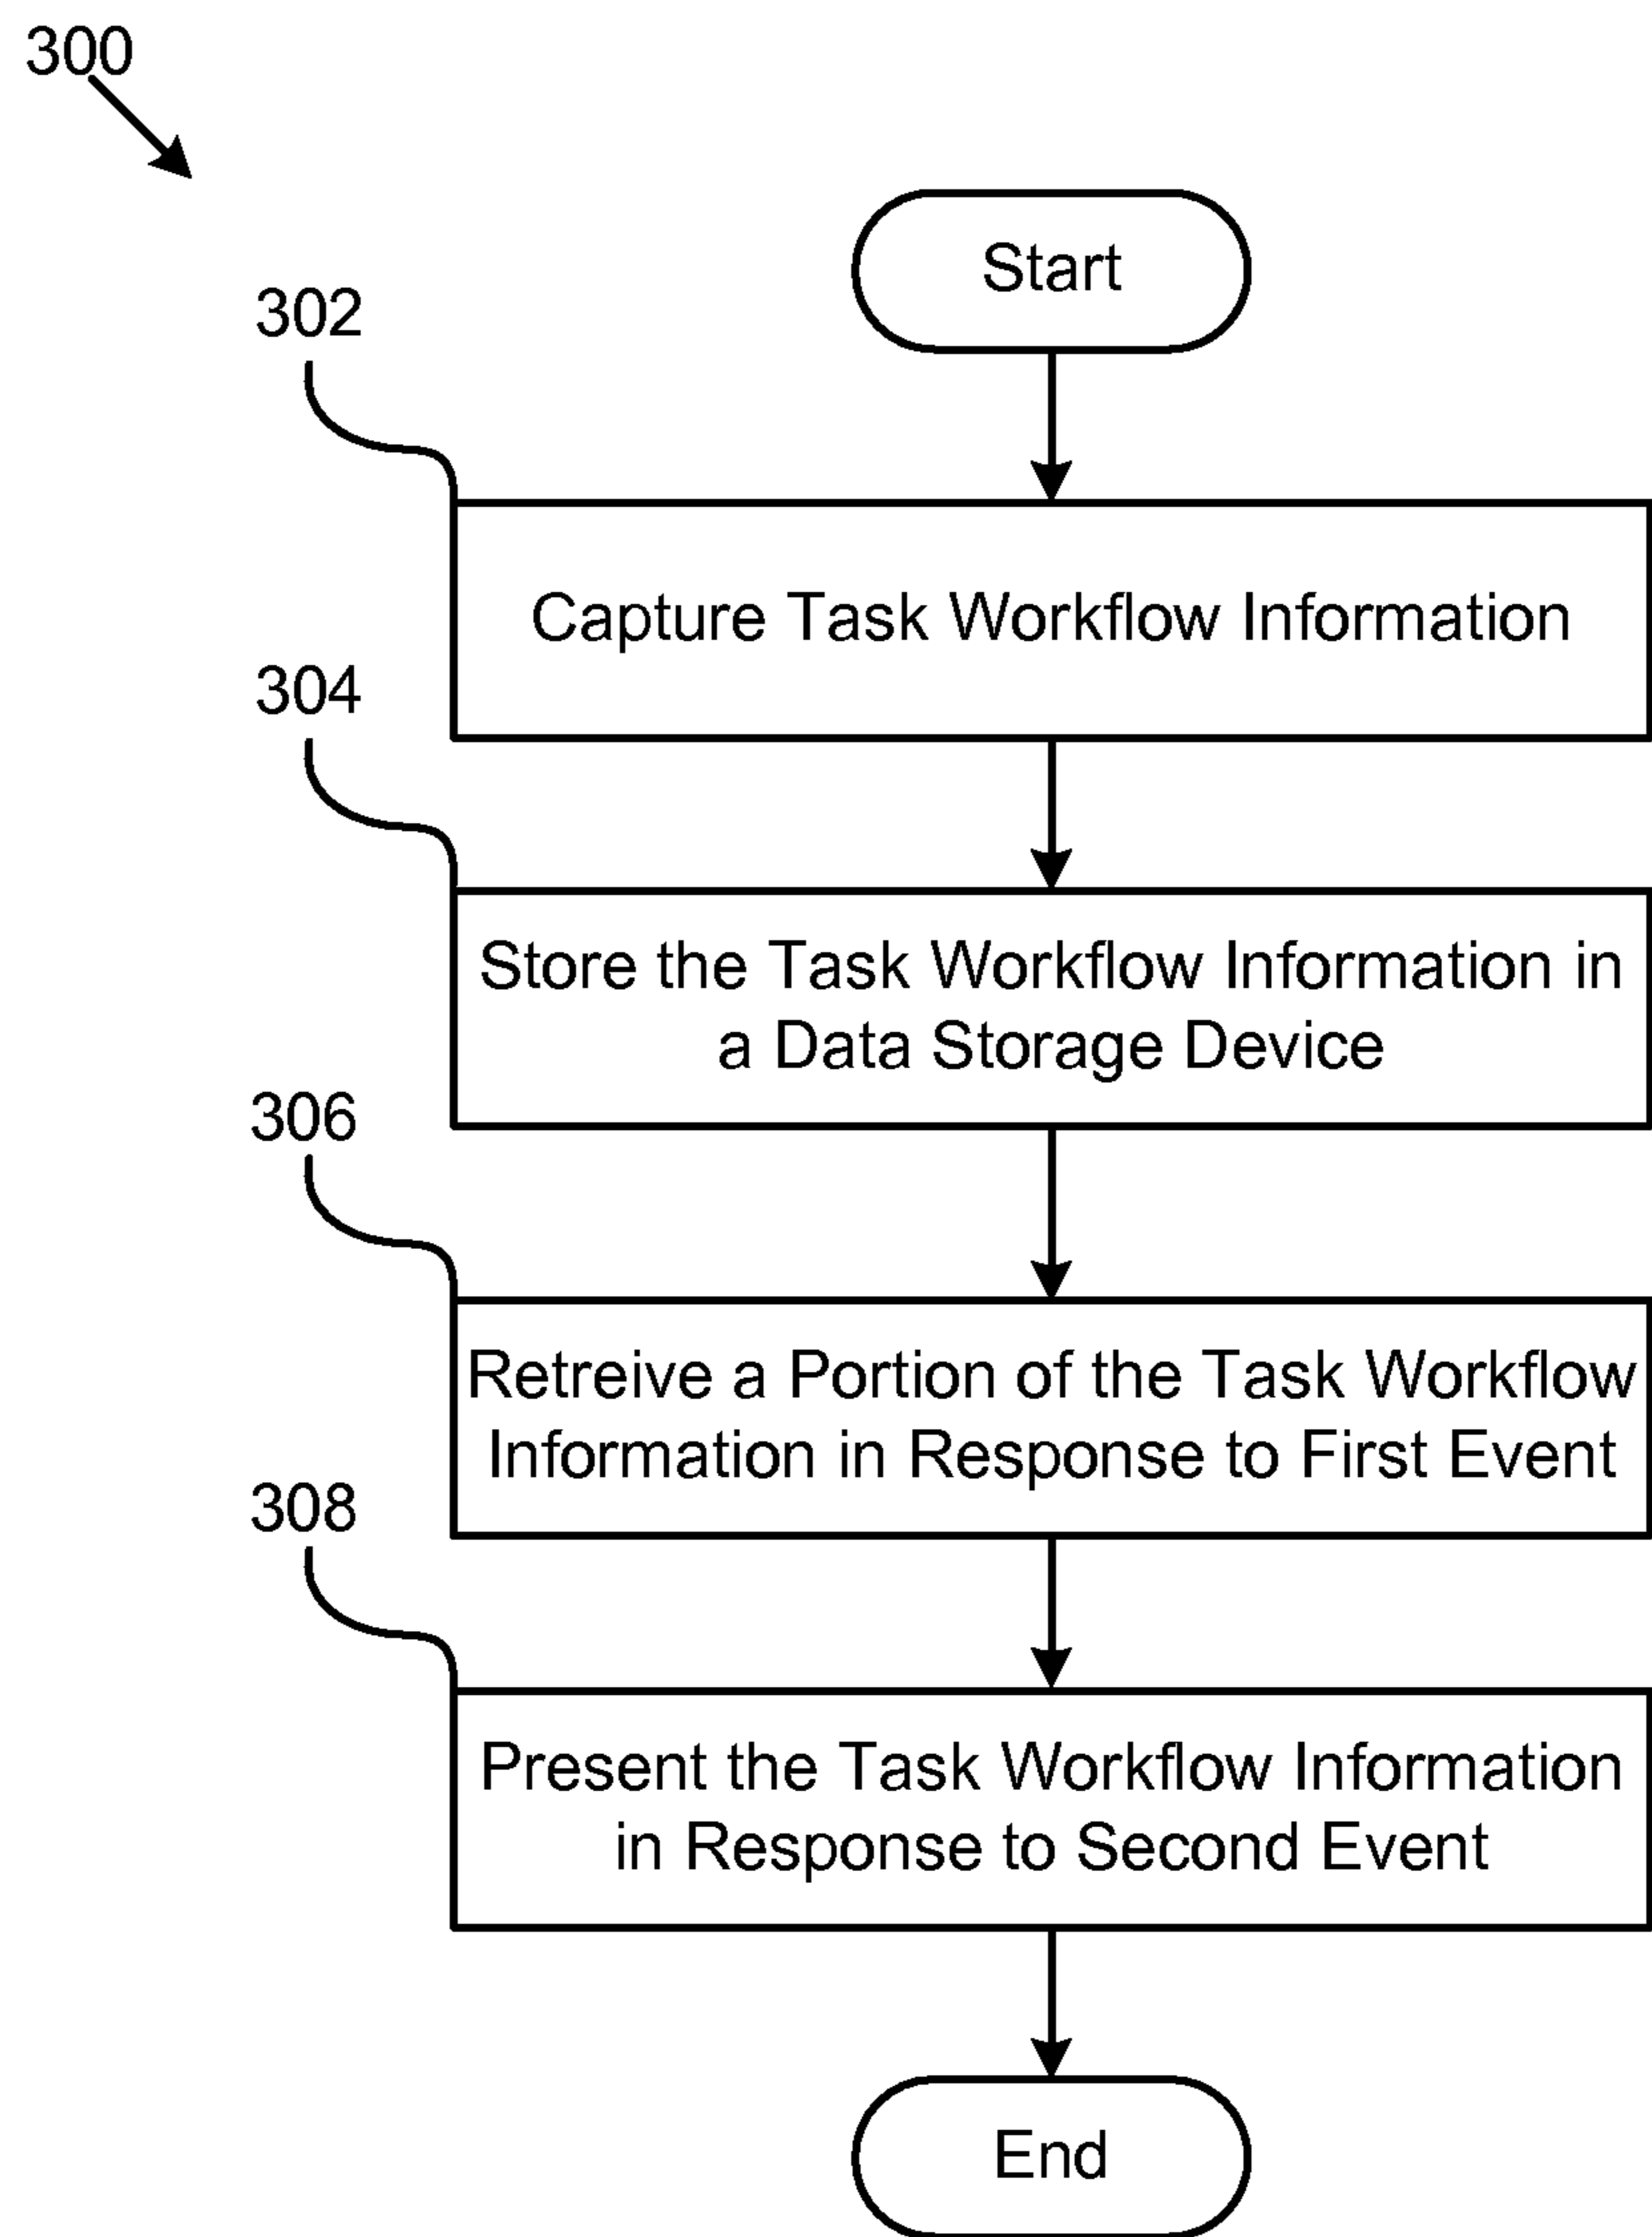 300
Start
302
Capture Task Workflow Information
304
Store the Task Workflow Information in
a Data Storage Device
306
Retreive a Portion of the Task Workflow
Information in Response to First Event
308
Present the Task Workflow Information
in Response to Second Event
End